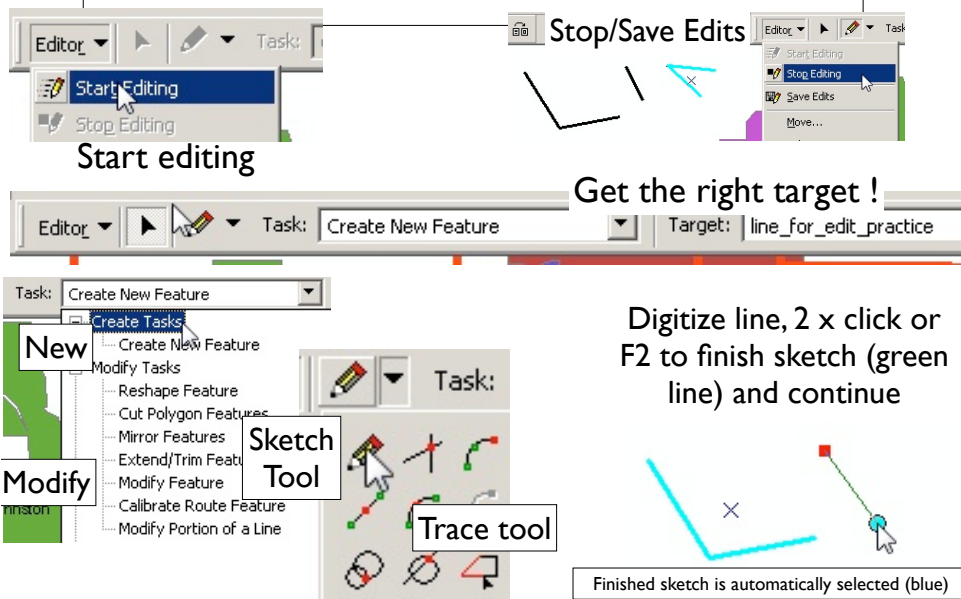 Editor
Task:
Start Editing
Stop Editing
Start editing
Stop/Save Edits
Editor
Task
Start Editing
Stop Editing
Save Edits
Move...
Get the right target !
Editor
Task:
Create New Feature
Target:
line_for_edit_practice
Task:
Create New Feature
Create Tasks
Create New Feature
Modify Tasks
Reshape Feature
Cut Polygon Features
Mirror Features
Extend/Trim Featu
Modify Feature
Calibrate Route Feature
Modify Portion of a Line
New
Modify
Sketch
Tool
Task:
Trace tool
Digitize line, 2 x click or
F2 to finish sketch (green
line) and continue
Finished sketch is automatically selected (blue)